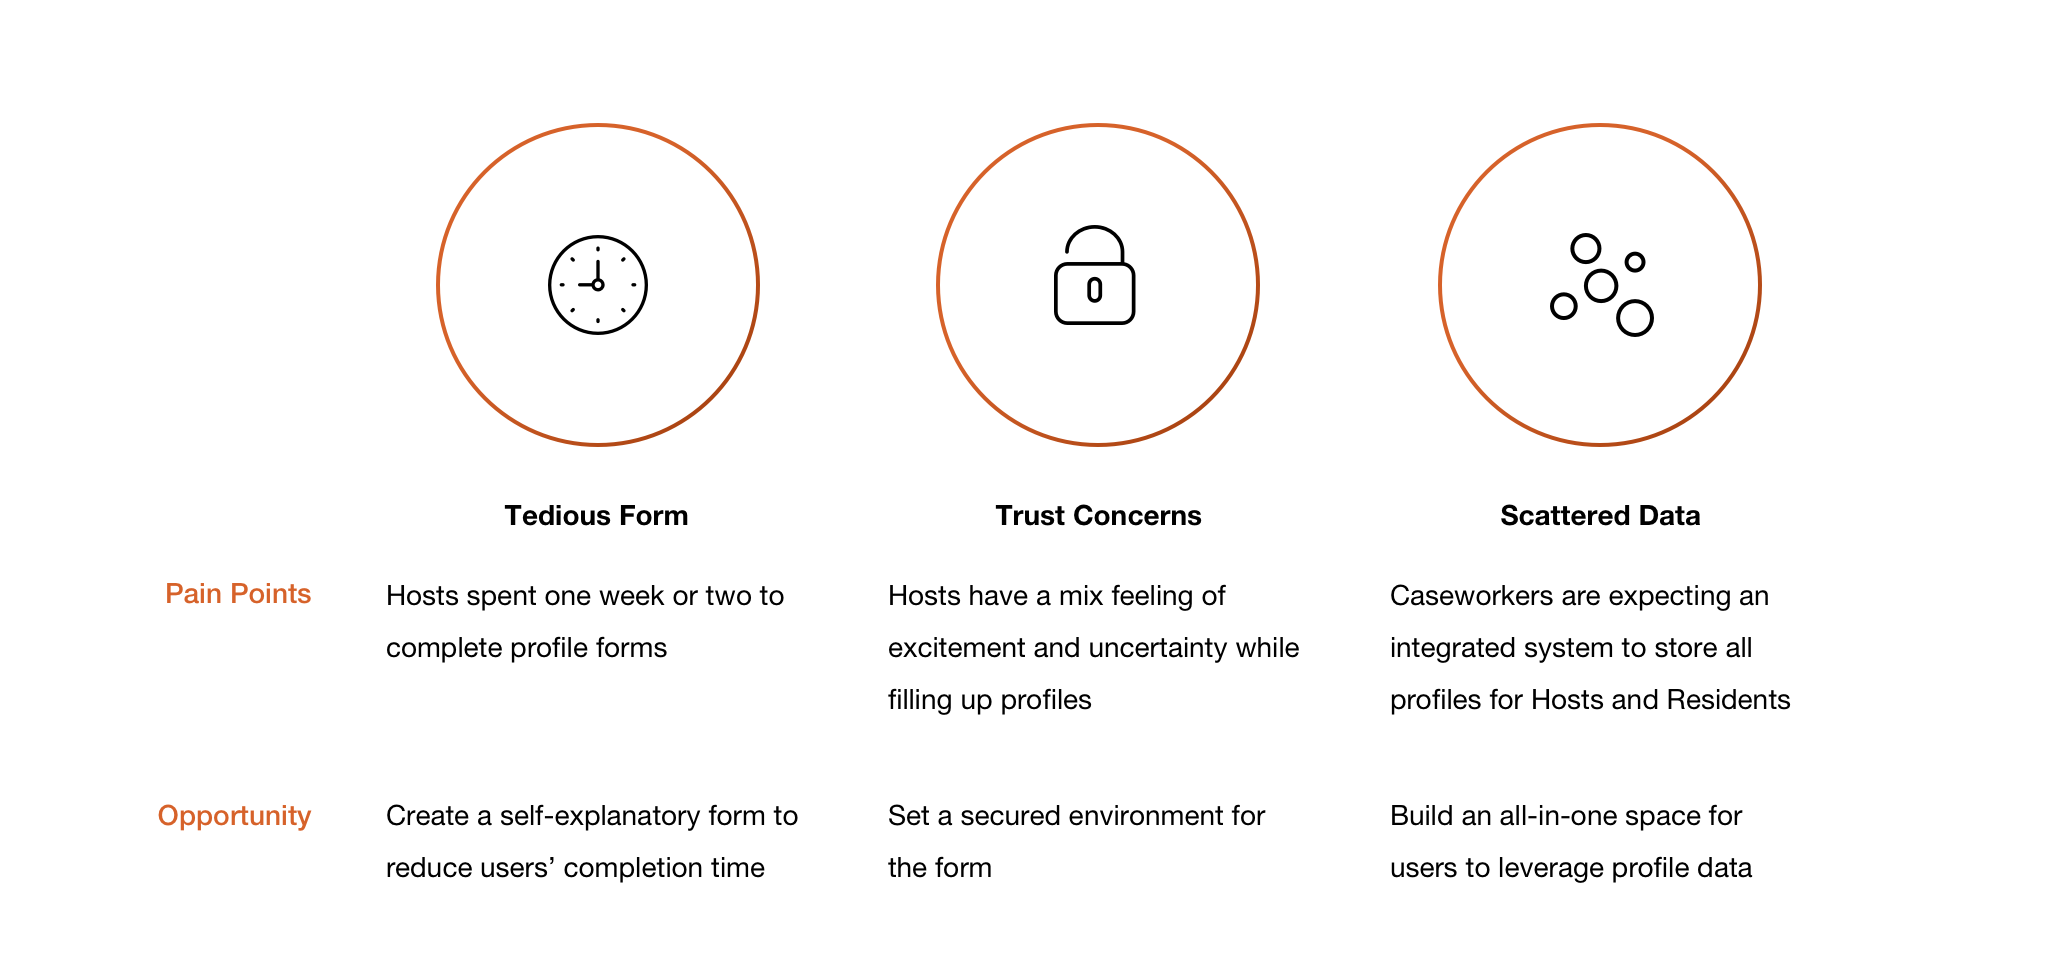 Tedious Form
Trust Concerns
Scattered Data
Pain Points
Hosts spent one week or two to
complete profile forms
Hosts have a mix feeling of
excitement and uncertainty while
filling up profiles
Caseworkers are expecting an
integrated system to store all
profiles for Hosts and Residents
Opportunity
Create a self-explanatory form to
reduce users’ completion time
Set a secured environment for
the form
Build an all-in-one space for
users to leverage profile data